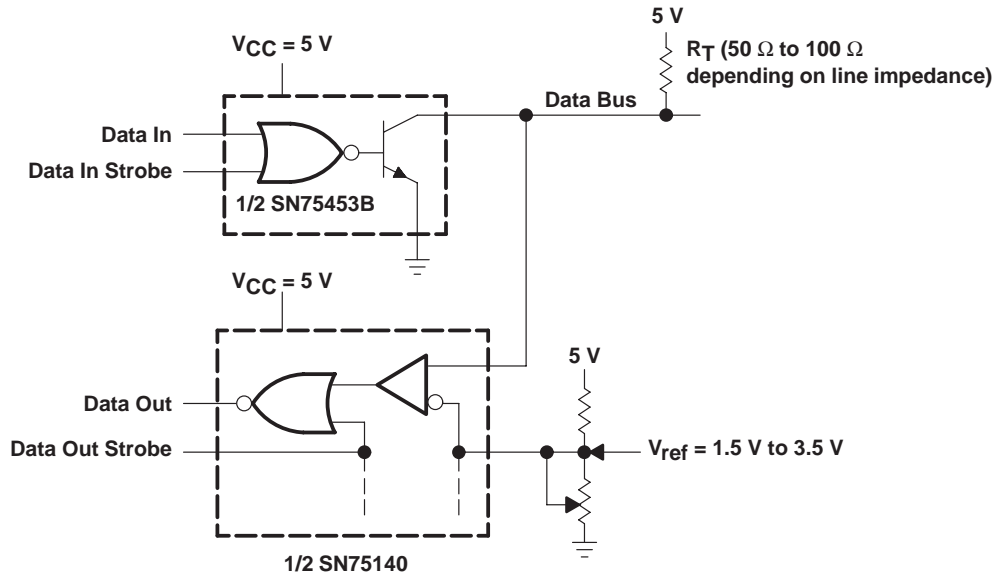 5 V
VCC = 5 V
RT (50 Ω to 100 Ω
depending on line impedance)
Data Bus
Data In
Data In Strobe
1/2 SN75453B
VCC = 5 V
5 V
Data Out
Data Out Strobe
Vref = 1.5 V to 3.5 V
1/2 SN75140